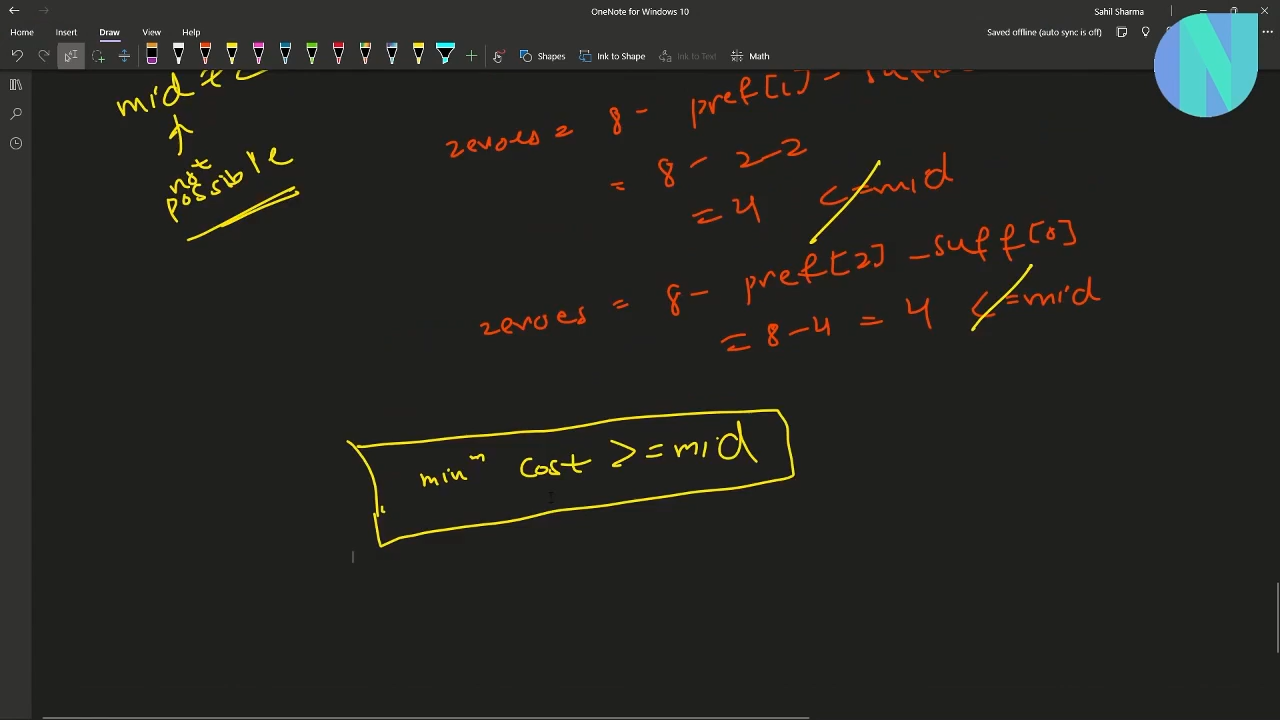 OneNote for Windows 10
Sahil Sharma
Home Insert Draw View Help
Saved offline (auto sync is off)
Shapes Ink to Shape Ink to Text Math
mid
not
possible
zeroes = 8 - pref[1] -
= 8 - 2-2
= 4 <=mid
zeroes = 8- pref[2] -suff[0]
= 8-4 = 4 <=mid
minⁿ cost >=mid